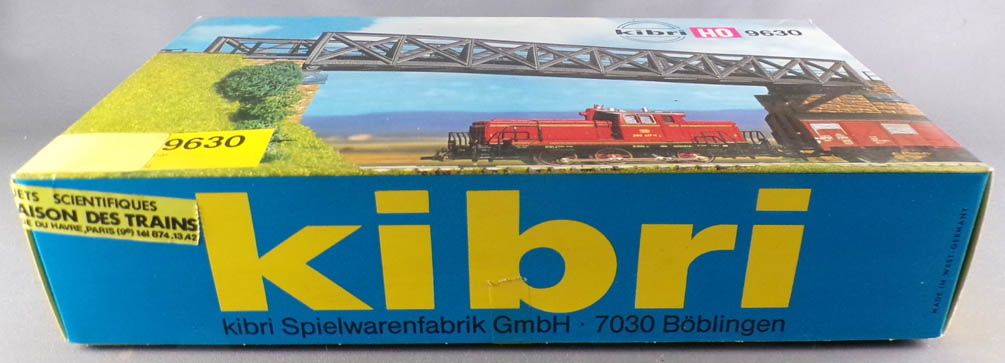 kibri HO 9630
9630
ETS SCIENTIFIQUES
AISON DES TRAINS
DU HAVRE, PARIS (9e) tél 874.13.42
kibri
kibri Spielwarenfabrik GmbH · 7030 Böblingen
MADE IN WEST.GERMANY